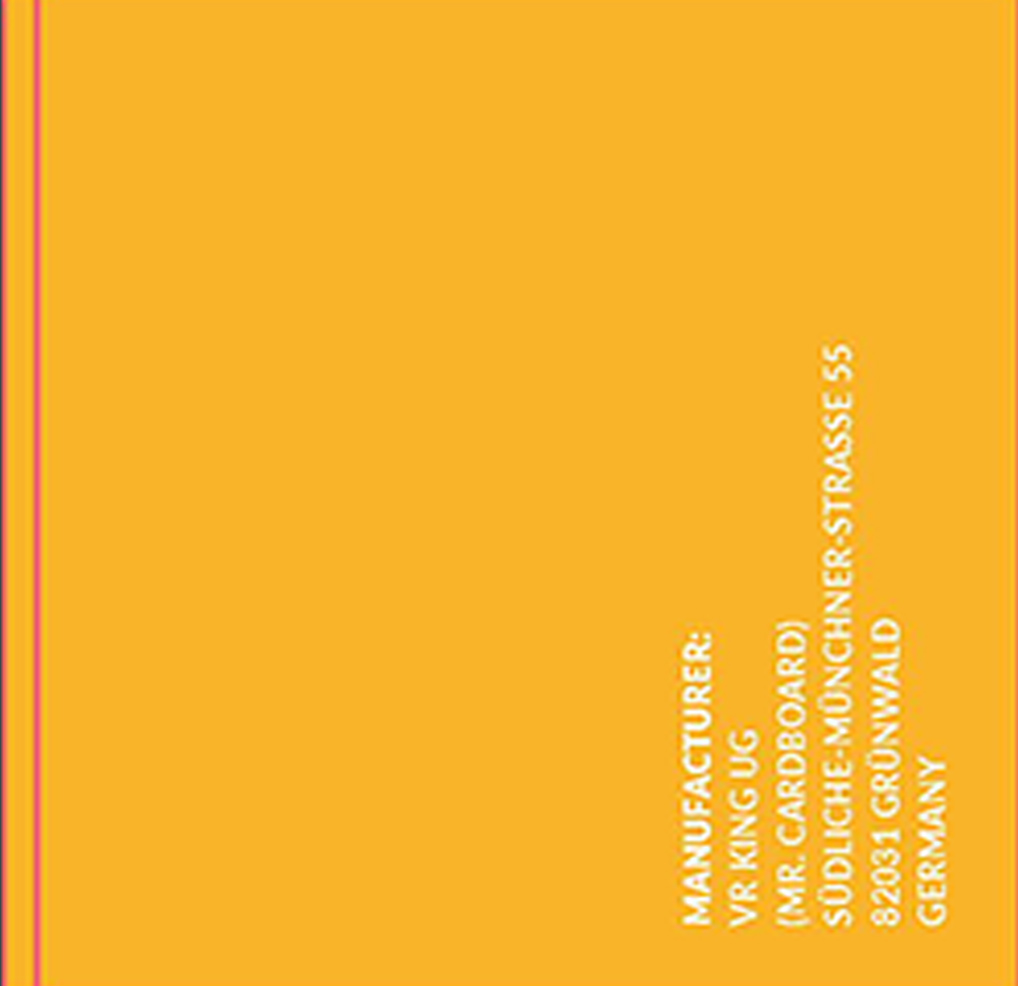 MANUFACTURER:
VR KING UG
(MR. CARDBOARD)
SÜDLICHE-MÜNCHNER-STRASSE 55
82031 GRÜNWALD
GERMANY